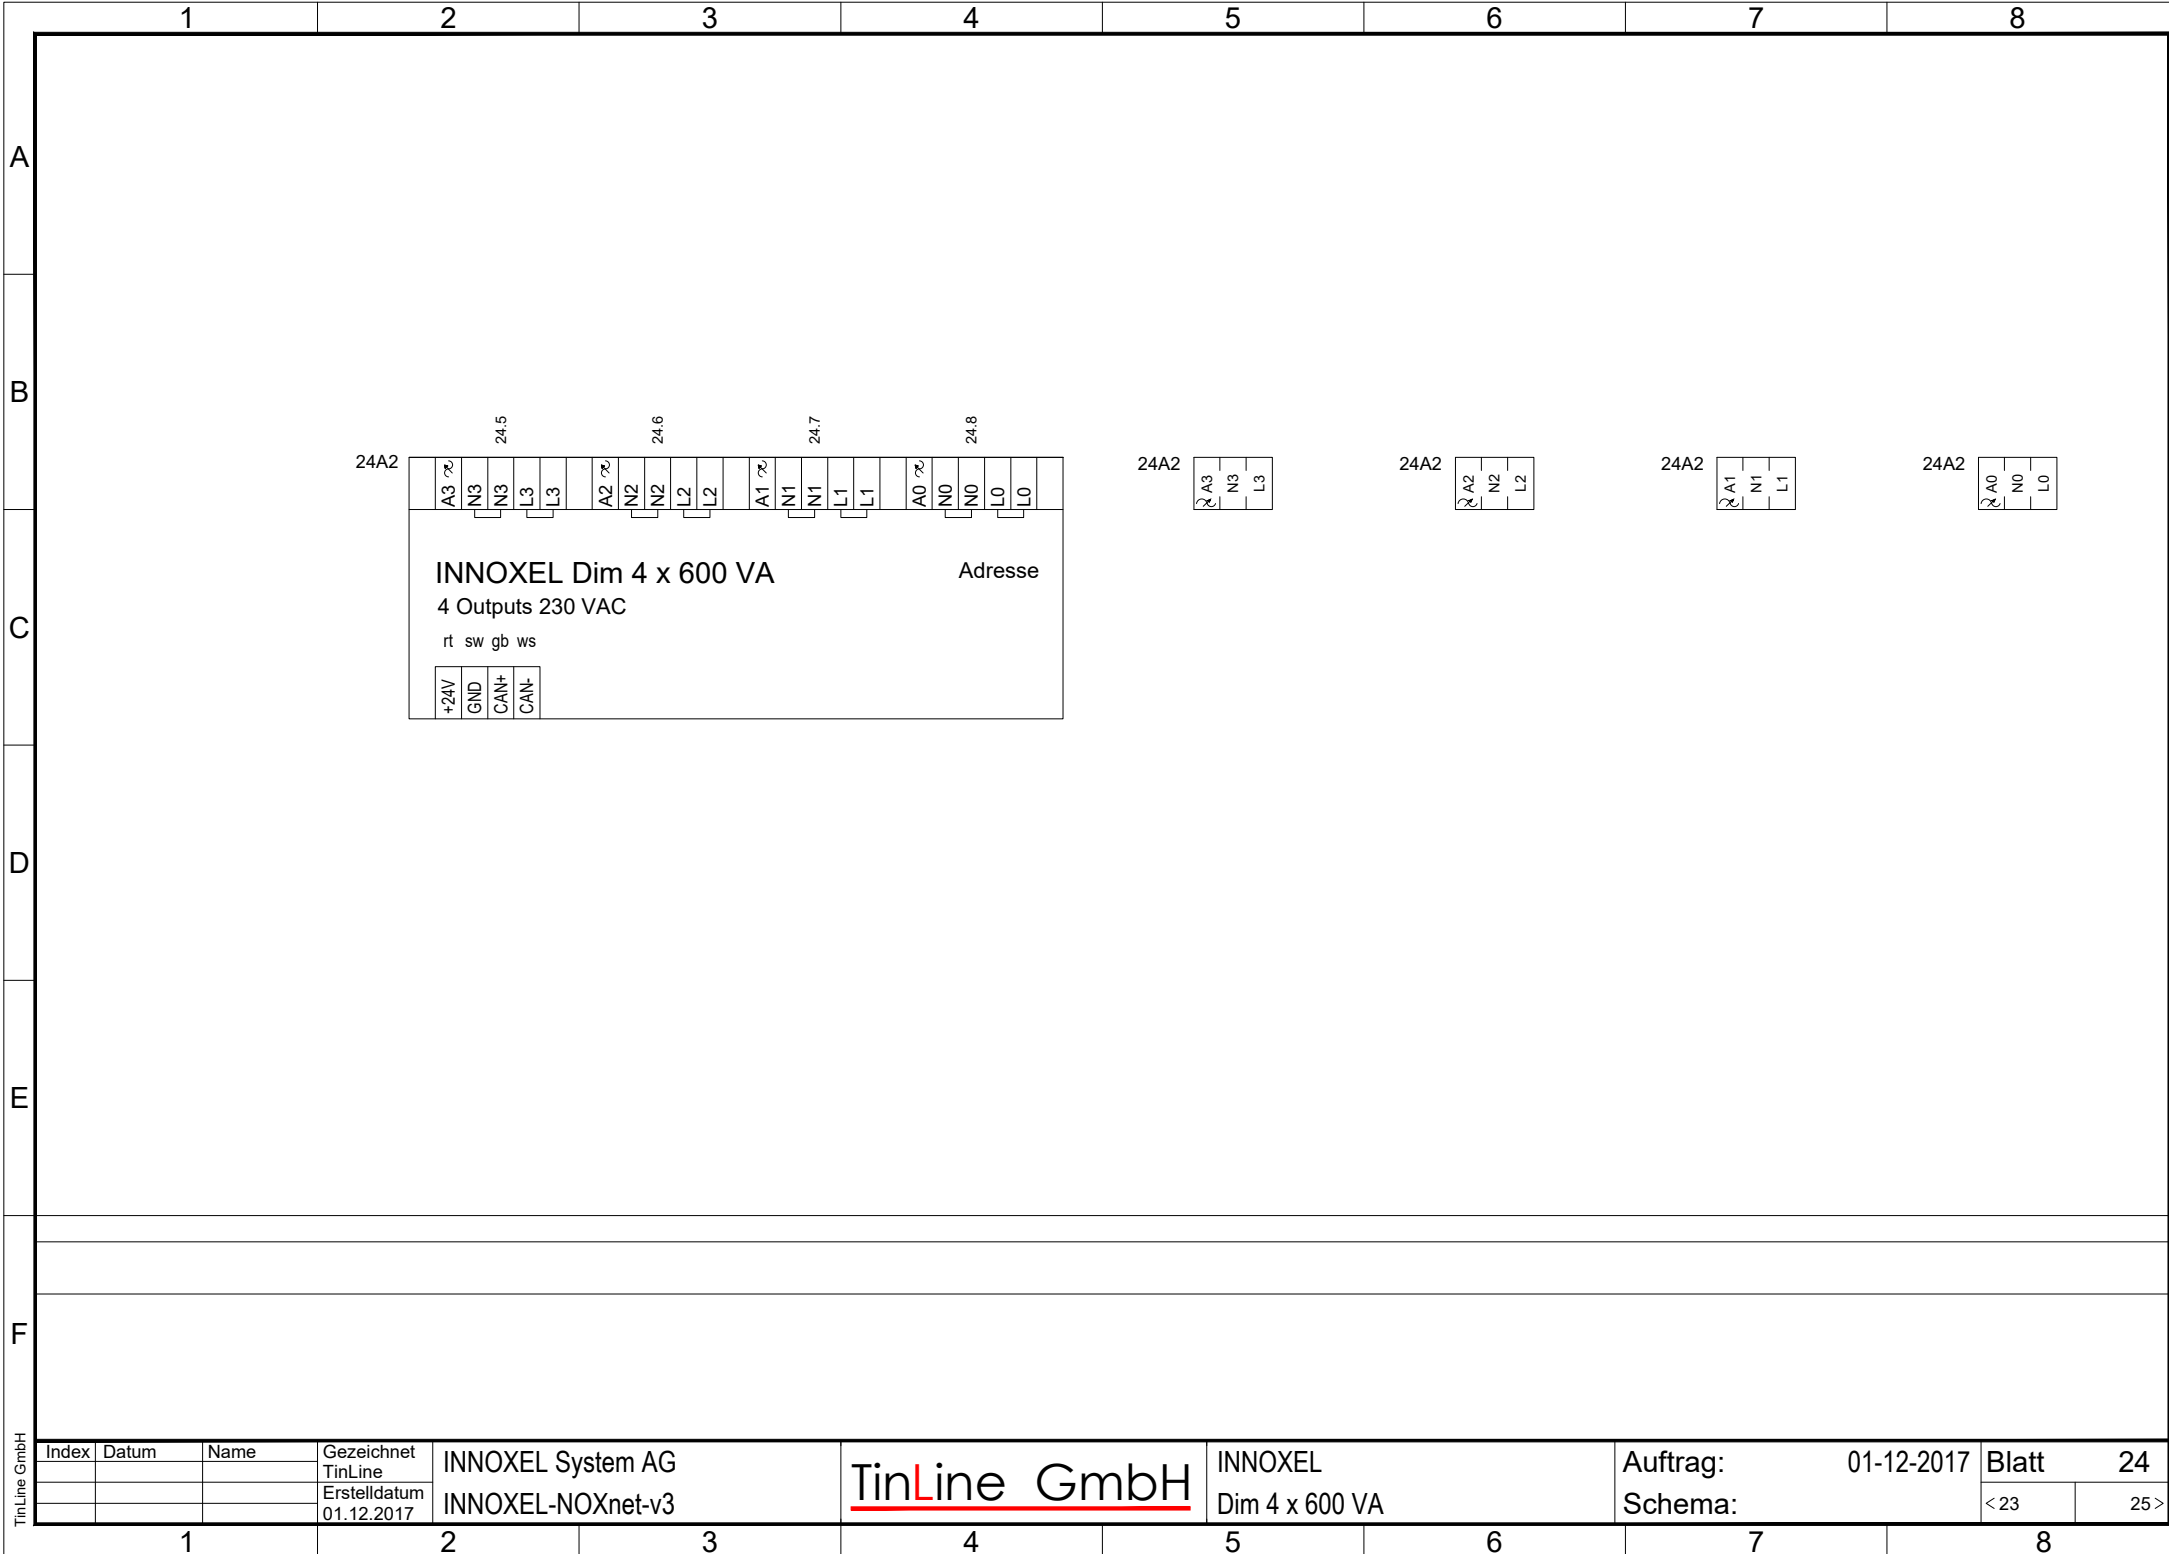 1 2 3 4 5 6 7 8
A
B
C
D
E
F
24.5 24.6 24.7 24.8
24A2
A3 N3 N3 L3 L3 A2 N2 N2 L2 L2 A1 N1 N1 L1 L1 A0 N0 N0 L0 L0
24A2 A3 N3 L3
24A2 A2 N2 L2
24A2 A1 N1 L1
24A2 A0 N0 L0
INNOXEL Dim 4 x 600 VA Adresse
4 Outputs 230 VAC
rt sw gb ws
+24V GND CAN+ CAN-
TinLine GmbH
Index Datum Name
Gezeichnet
TinLine
Erstelldatum
01.12.2017
INNOXEL System AG
INNOXEL-NOXnet-v3
TinLine GmbH
INNOXEL
Dim 4 x 600 VA
Auftrag: 01-12-2017
Schema:
Blatt 24
< 23 25 >
1 2 3 4 5 6 7 8